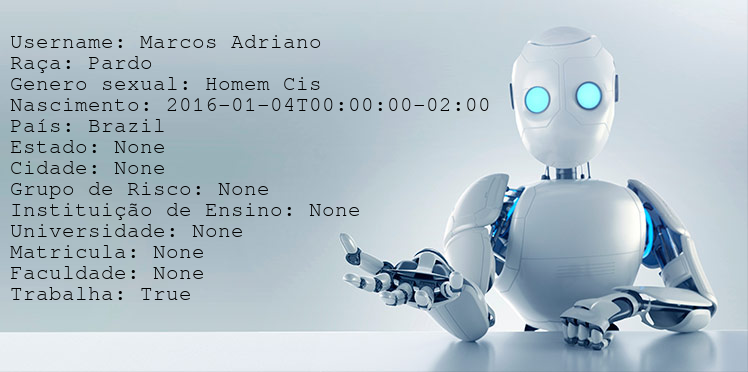 Username: Marcos Adriano
Raça: Pardo
Genero sexual: Homem Cis
Nascimento: 2016-01-04T00:00:00-02:00
País: Brazil
Estado: None
Cidade: None
Grupo de Risco: None
Instituição de Ensino: None
Universidade: None
Matricula: None
Faculdade: None
Trabalha: True